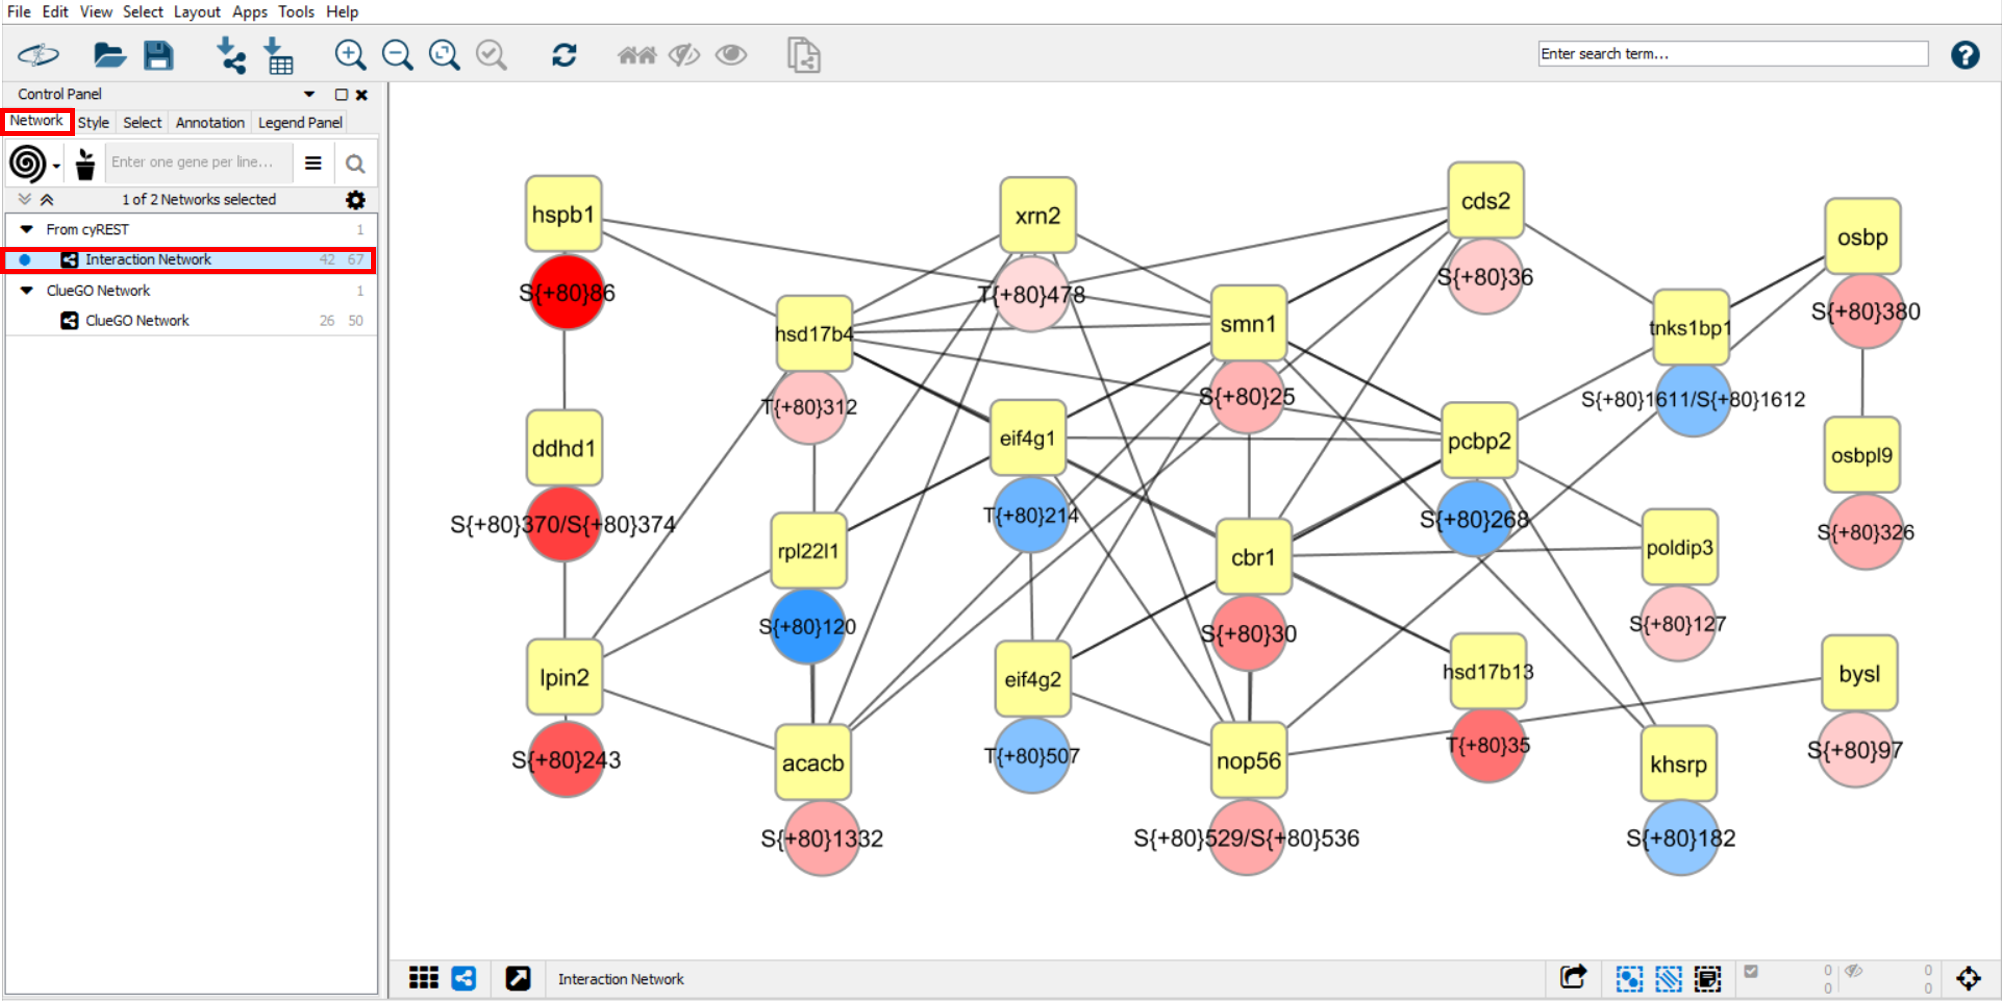 File Edit View Select Layout Apps Tools Help
Enter search term...
Control Panel
Network Style Select Annotation Legend Panel
Enter one gene per line...
1 of 2 Networks selected
From cyREST 1
Interaction Network 42 67
ClueGO Network 1
ClueGO Network 26 50
hspb1
xrn2
cds2
osbp
S{+80}86
T{+80}478
S{+80}36
S{+80}380
hsd17b4
smn1
tnks1bp1
T{+80}312
S{+80}25
S{+80}1611/S{+80}1612
ddhd1
eif4g1
pcbp2
osbpl9
S{+80}370/S{+80}374
T{+80}214
S{+80}268
S{+80}326
rpl22l1
cbr1
poldip3
S{+80}120
S{+80}30
S{+80}127
lpin2
eif4g2
hsd17b13
bysl
S{+80}243
acacb
T{+80}507
nop56
T{+80}35
khsrp
S{+80}97
S{+80}1332
S{+80}529/S{+80}536
S{+80}182
Interaction Network
0 0
0 0